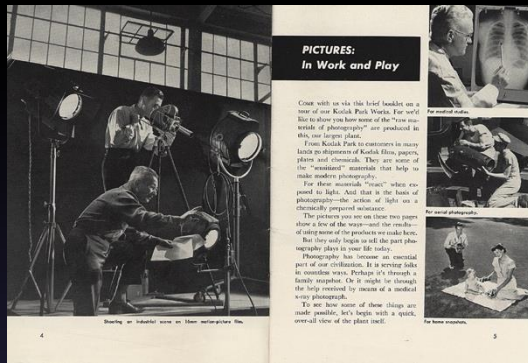 Shooting an industrial scene on 16mm motion-picture film.
4
PICTURES:
In Work and Play
COME with us via this brief booklet on a
tour of our Kodak Park Works. For we'd
like to show you how some of the "raw ma-
terials of photography" are produced in
this, our largest plant.
From Kodak Park to customers in many
lands go shipments of Kodak films, papers,
plates and chemicals. They are some of
the "sensitized" materials that help to
make modern photography.
For these materials "react" when ex-
posed to light. And that is the basis of
photography—the action of light on a
chemically prepared substance.
The pictures you see on these two pages
show a few of the ways—and the results—
of using some of the products we make here.
But they only begin to tell the part pho-
tography plays in your life today.
Photography has become an essential
part of our civilization. It is serving folks
in countless ways. Perhaps it's through a
family snapshot. Or it might be through
the help received by means of a medical
x-ray photograph.
To see how some of these things are
made possible, let's begin with a quick,
over-all view of the plant itself.
For medical studies.
For aerial photographs.
For home snapshots.
5